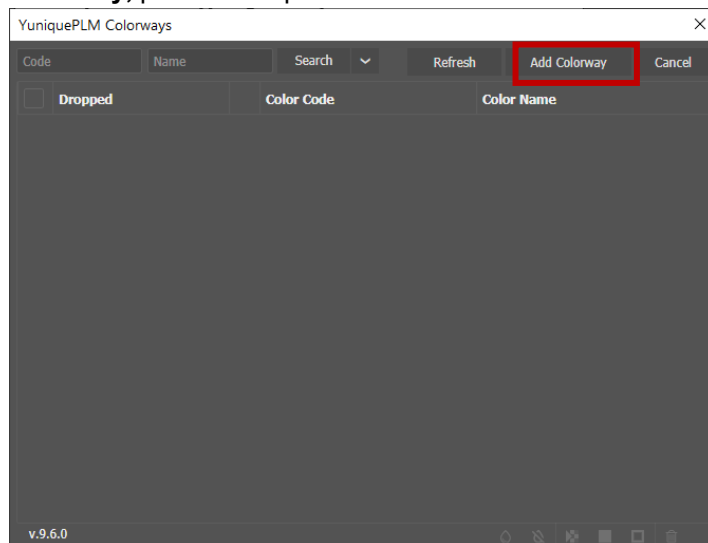 YuniquePLM Colorways
Code Name Search Refresh Add Colorway Cancel
Dropped Color Code Color Name
v.9.6.0